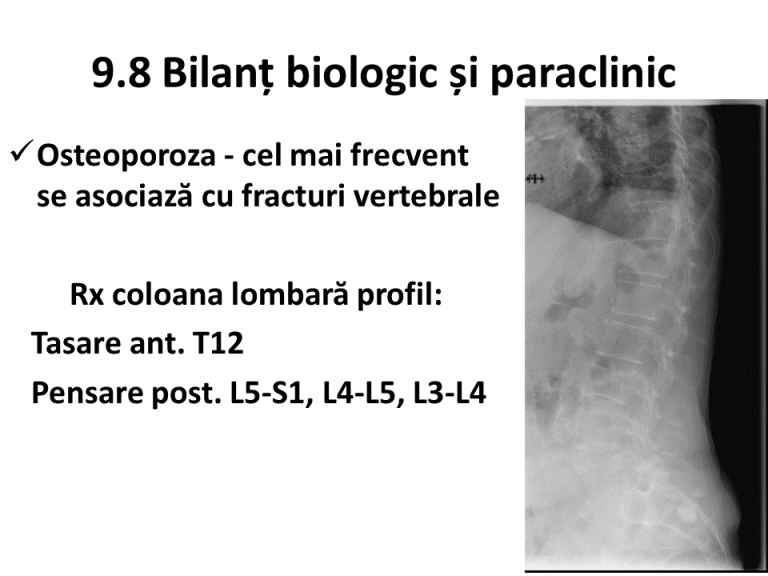 9.8 Bilanț biologic și paraclinic
✓Osteoporoza - cel mai frecvent
se asociază cu fracturi vertebrale
Rx coloana lombară profil:
Tasare ant. T12
Pensare post. L5-S1, L4-L5, L3-L4